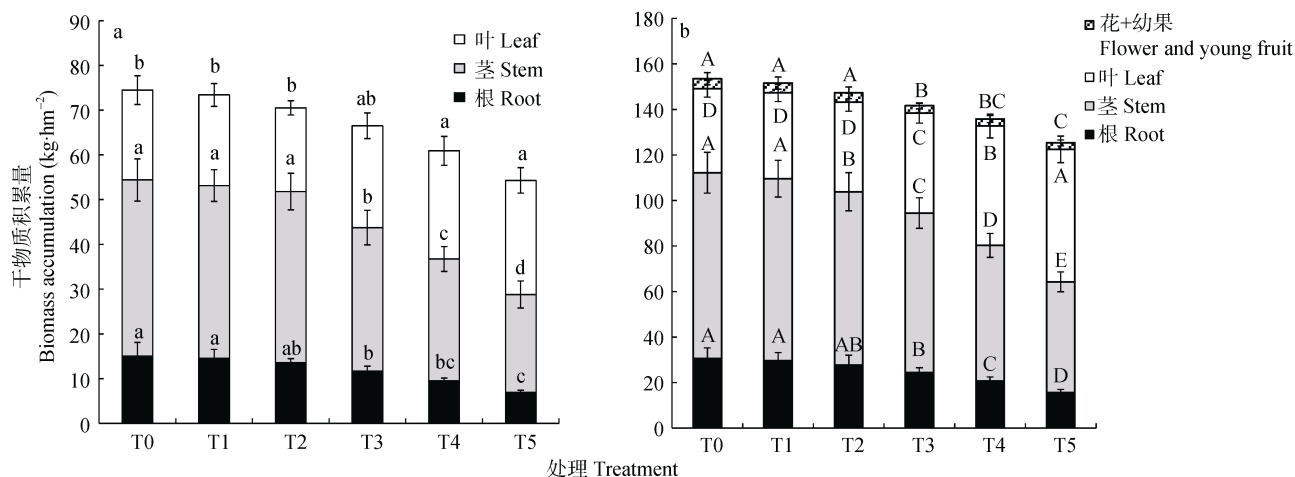 干物质积累量
Biomass accumulation (kg·hm⁻²)
a
90
80
70
60
50
40
30
20
10
0
叶 Leaf
茎 Stem
根 Root
b b b ab a a
a a a b c d
a a ab b bc c
T0 T1 T2 T3 T4 T5
b
180
160
140
120
100
80
60
40
20
0
花+幼果
Flower and young fruit
叶 Leaf
茎 Stem
根 Root
A A A B BC C
D D D C B A
A A B C D E
A A AB B C D
T0 T1 T2 T3 T4 T5
处理 Treatment